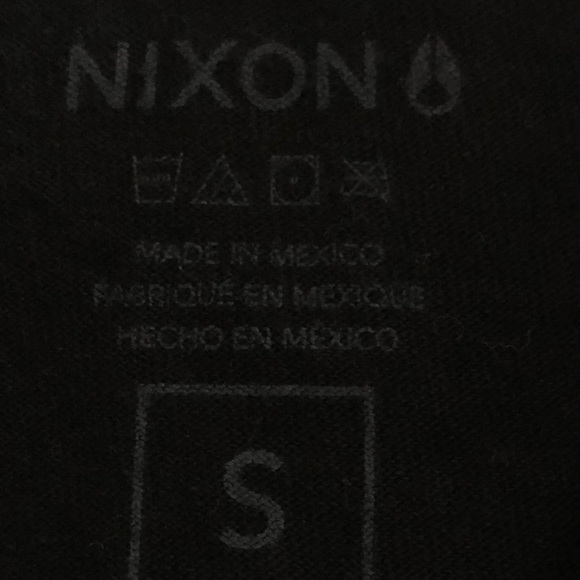 NIXON
MADE IN MEXICO
FABRIQUÉ EN MEXIQUE
HECHO EN MÉXICO
S